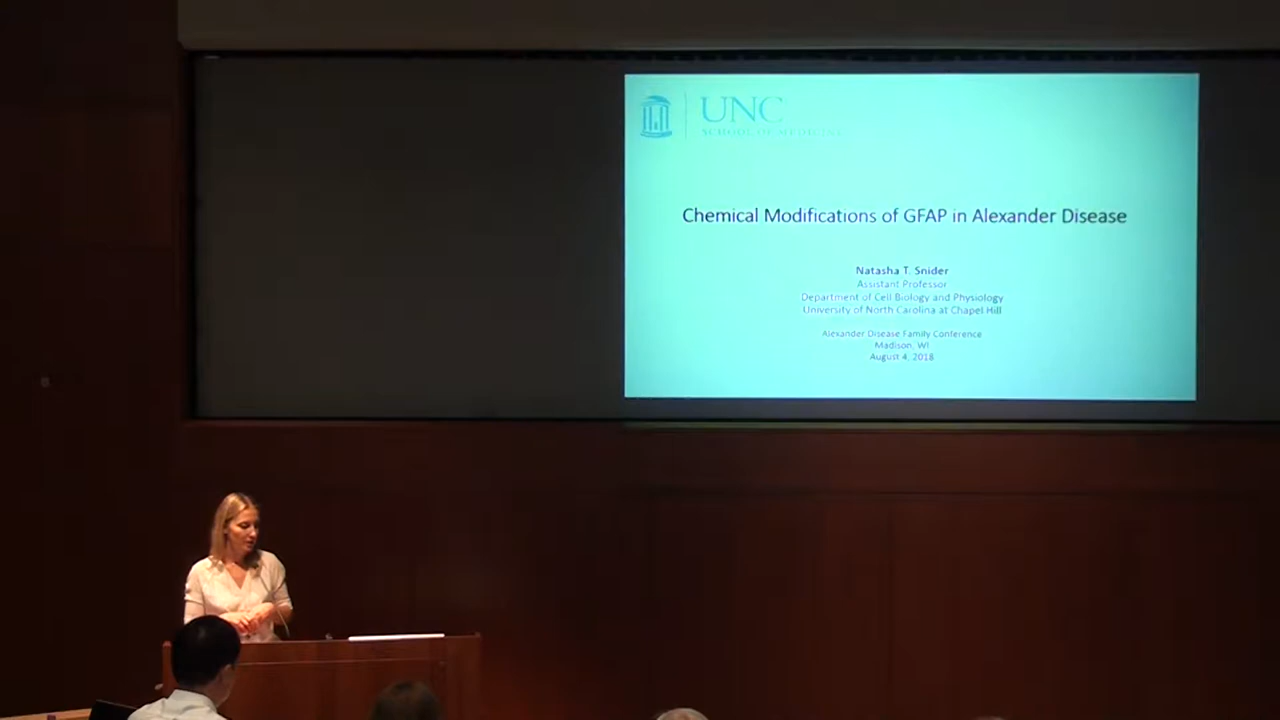 UNC
SCHOOL OF MEDICINE
Chemical Modifications of GFAP in Alexander Disease
Natasha T. Snider
Assistant Professor
Department of Cell Biology and Physiology
University of North Carolina at Chapel Hill
Alexander Disease Family Conference
Madison, WI
August 4, 2018